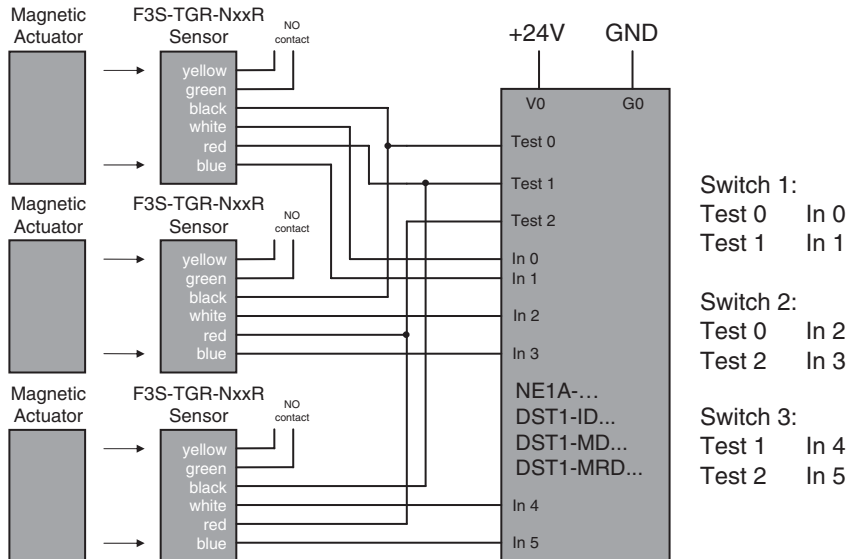 Magnetic
Actuator
F3S-TGR-NxxR
Sensor
NO
contact
yellow
green
black
white
red
blue
Magnetic
Actuator
F3S-TGR-NxxR
Sensor
NO
contact
yellow
green
black
white
red
blue
Magnetic
Actuator
F3S-TGR-NxxR
Sensor
NO
contact
yellow
green
black
white
red
blue
+24V GND
V0 G0
Test 0
Test 1
Test 2
In 0
In 1
In 2
In 3
NE1A-...
DST1-ID...
DST1-MD...
DST1-MRD...
In 4
In 5
Switch 1:
Test 0 In 0
Test 1 In 1
Switch 2:
Test 0 In 2
Test 2 In 3
Switch 3:
Test 1 In 4
Test 2 In 5